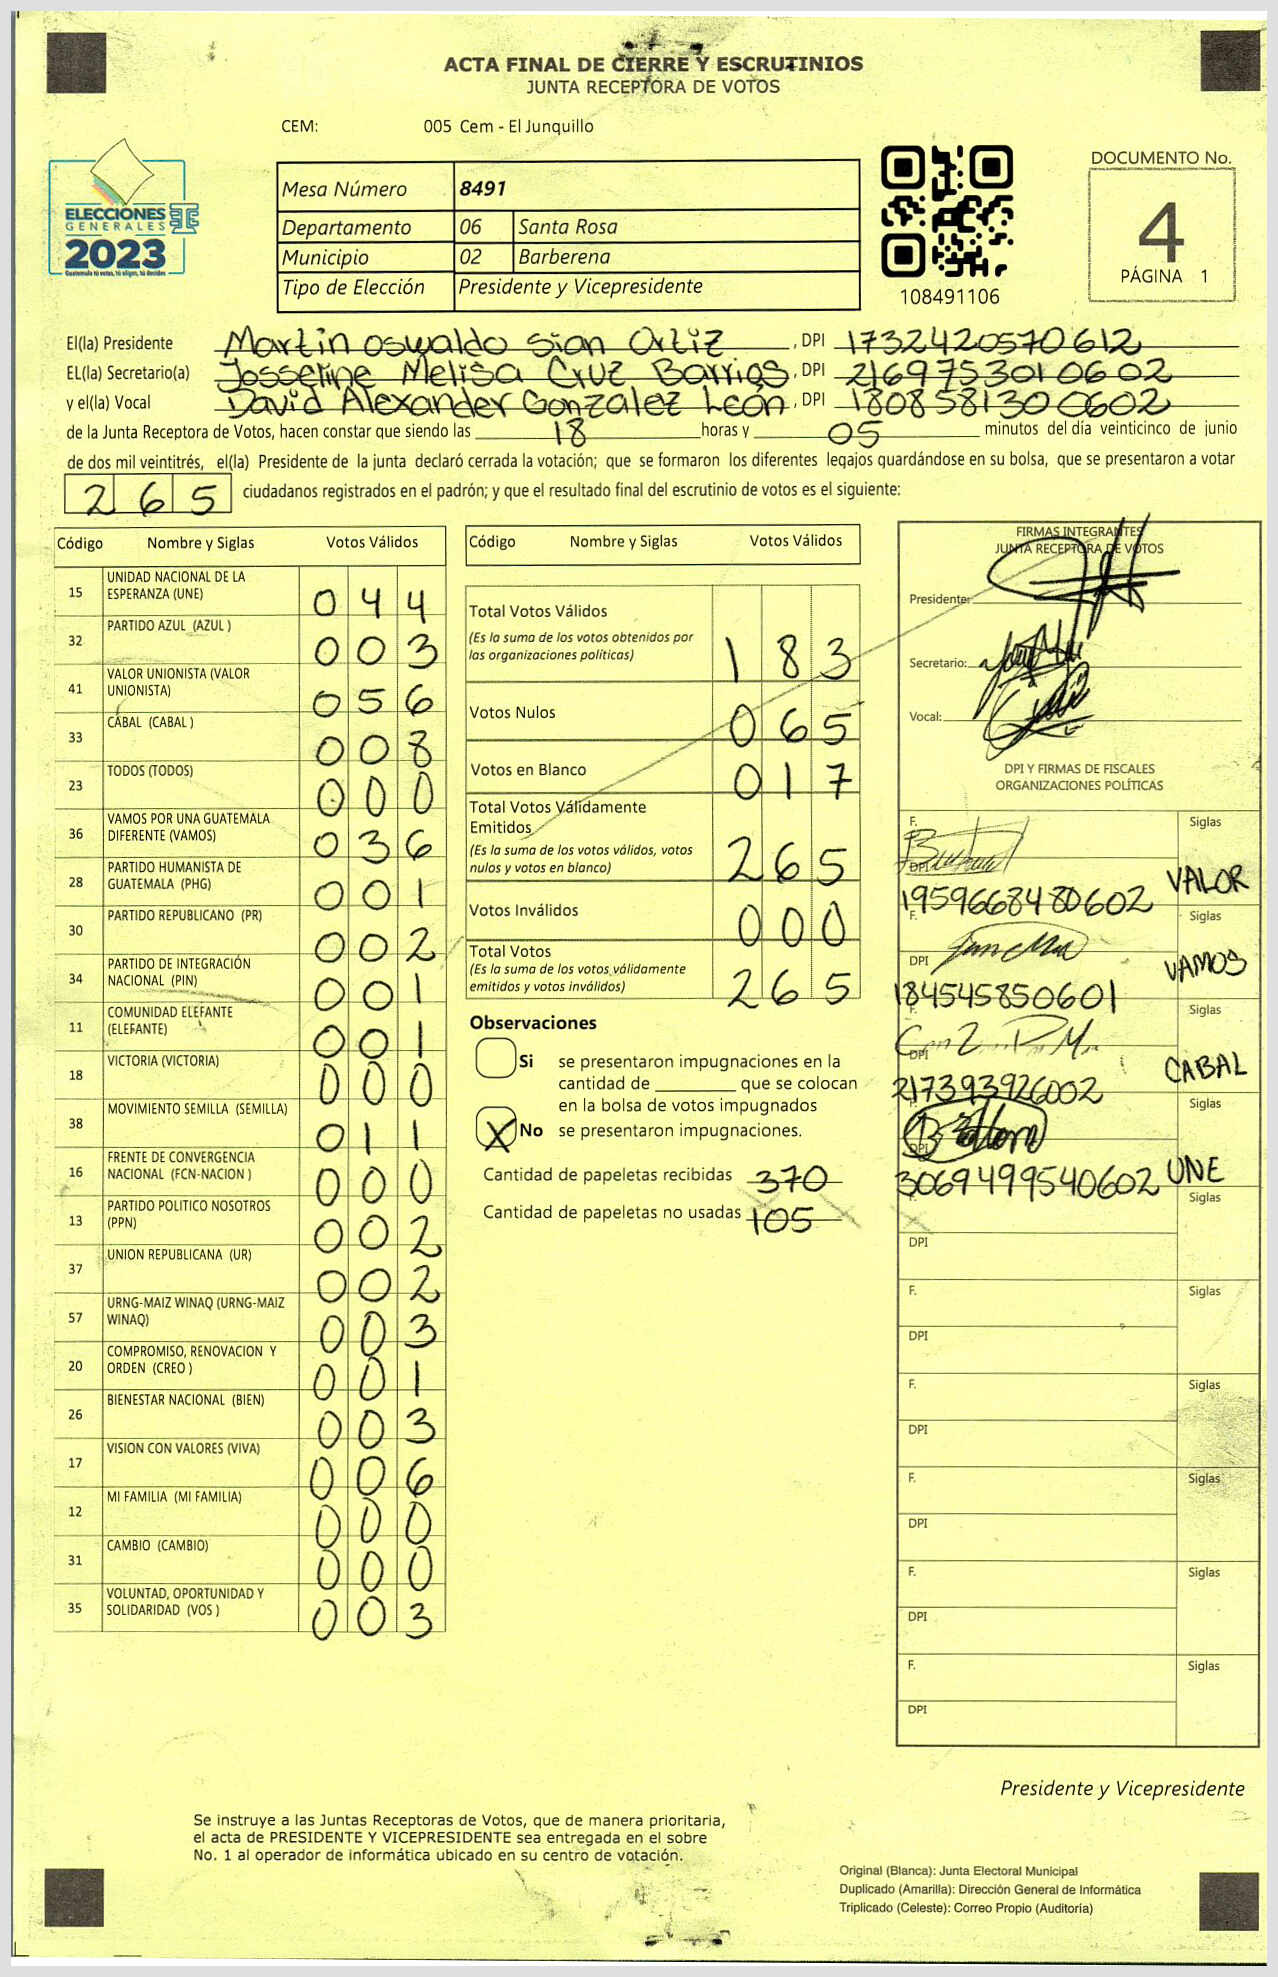 ACTA FINAL DE CIERRE Y ESCRUTINIOS
JUNTA RECEPTORA DE VOTOS
CEM: 005 Cem - El Junquillo
ELECCIONES
GENERALES
2023
Guatemala tú votas, tú eliges, tú decides
Mesa Número 8491
Departamento 06 Santa Rosa
Municipio 02 Barberena
Tipo de Elección Presidente y Vicepresidente
108491106
DOCUMENTO No.
4
PÁGINA 1
El(la) Presidente Martin Oswaldo Sian Ortiz, DPI 1732420570612
EL(la) Secretario(a) Josseline Melisa Cruz Barrios, DPI 2169753010602
y el(la) Vocal David Alexander Gonzalez León, DPI 1808581300602
de la Junta Receptora de Votos, hacen constar que siendo las 18 horas y 05 minutos del día veinticinco de junio
de dos mil veintitrés, el(la) Presidente de la junta declaró cerrada la votación; que se formaron los diferentes legajos quardándose en su bolsa, que se presentaron a votar
265 ciudadanos registrados en el padrón; y que el resultado final del escrutinio de votos es el siguiente:
Código Nombre y Siglas Votos Válidos
15 UNIDAD NACIONAL DE LA ESPERANZA (UNE) 044
32 PARTIDO AZUL (AZUL ) 003
41 VALOR UNIONISTA (VALOR UNIONISTA) 056
33 CABAL (CABAL ) 008
23 TODOS (TODOS) 000
36 VAMOS POR UNA GUATEMALA DIFERENTE (VAMOS) 036
28 PARTIDO HUMANISTA DE GUATEMALA (PHG) 001
30 PARTIDO REPUBLICANO (PR) 002
34 PARTIDO DE INTEGRACIÓN NACIONAL (PIN) 001
11 COMUNIDAD ELEFANTE (ELEFANTE) 001
18 VICTORIA (VICTORIA) 000
38 MOVIMIENTO SEMILLA (SEMILLA) 011
16 FRENTE DE CONVERGENCIA NACIONAL (FCN-NACION ) 000
13 PARTIDO POLITICO NOSOTROS (PPN) 002
37 UNION REPUBLICANA (UR) 002
57 URNG-MAIZ WINAQ (URNG-MAIZ WINAQ) 003
20 COMPROMISO, RENOVACION Y ORDEN (CREO ) 001
26 BIENESTAR NACIONAL (BIEN) 003
17 VISION CON VALORES (VIVA) 006
12 MI FAMILIA (MI FAMILIA) 000
31 CAMBIO (CAMBIO) 000
35 VOLUNTAD, OPORTUNIDAD Y SOLIDARIDAD (VOS ) 003
Código Nombre y Siglas Votos Válidos
Total Votos Válidos 183
(Es la suma de los votos obtenidos por
las organizaciones políticas)
Votos Nulos 065
Votos en Blanco 017
Total Votos Válidamente
Emitidos 265
(Es la suma de los votos válidos, votos
nulos y votos en blanco)
Votos Inválidos 000
Total Votos 265
(Es la suma de los votos válidamente
emitidos y votos inválidos)
Observaciones
Si se presentaron impugnaciones en la
cantidad de ________ que se colocan
en la bolsa de votos impugnados
X No se presentaron impugnaciones.
Cantidad de papeletas recibidas 370
Cantidad de papeletas no usadas 105
FIRMAS INTEGRANTES
JUNTA RECEPTORA DE VOTOS
Presidente:
Secretario:
Vocal:
DPI Y FIRMAS DE FISCALES
ORGANIZACIONES POLÍTICAS
F. Siglas
DPI 1959668480602 VALOR
F. Siglas
DPI 184545850601 VAMOS
F. Siglas
DPI 217393926002 CABAL
F. Siglas
DPI 3069499540602 UNE
F. Siglas
DPI
F. Siglas
DPI
F. Siglas
DPI
F. Siglas
DPI
F. Siglas
DPI
F. Siglas
DPI
Presidente y Vicepresidente
Se instruye a las Juntas Receptoras de Votos, que de manera prioritaria,
el acta de PRESIDENTE Y VICEPRESIDENTE sea entregada en el sobre
No. 1 al operador de informática ubicado en su centro de votación.
Original (Blanca): Junta Electoral Municipal
Duplicado (Amarilla): Dirección General de Informática
Triplicado (Celeste): Correo Propio (Auditoría)